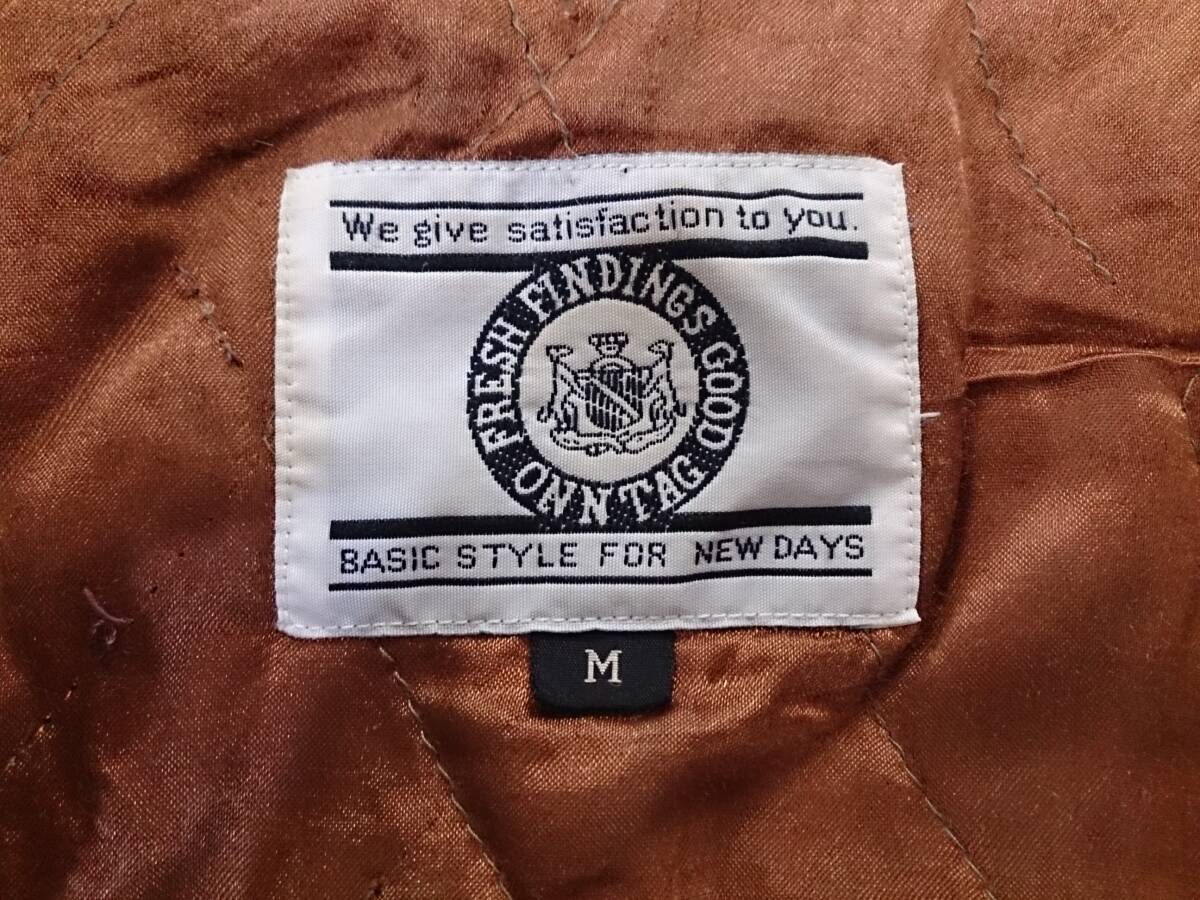 We give satisfaction to you.
FRESH FINDINGS GOOD
ON N TAG
BASIC STYLE FOR NEW DAYS
M